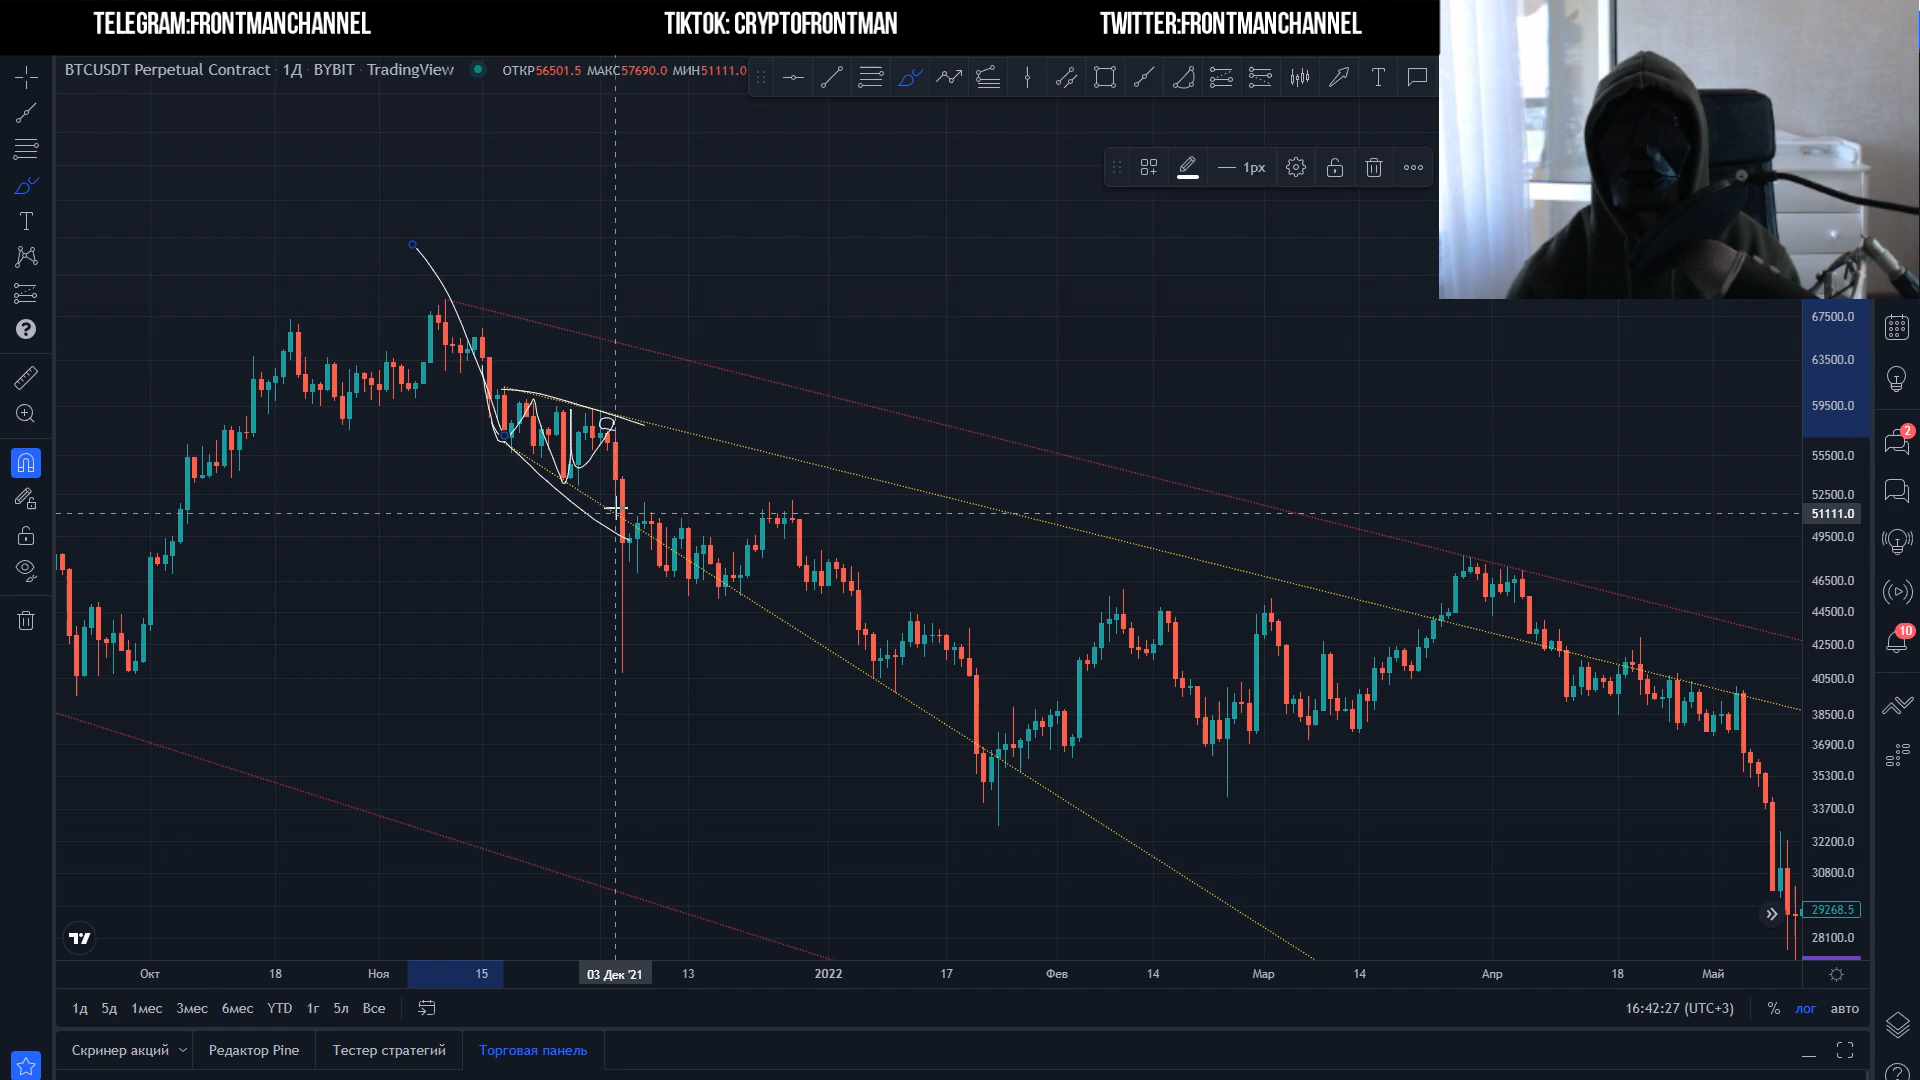 TELEGRAM:FRONTMANCHANNEL
TIKTOK: CRYPTOFRONTMAN
TWITTER:FRONTMANCHANNEL
BTCUSDT Perpetual Contract · 1Д · BYBIT · TradingView
ОТКР56501.5 МАКС57690.0 МИН51111.0
1px
67500.0
63500.0
59500.0
55500.0
52500.0
51111.0
49500.0
46500.0
44500.0
42500.0
40500.0
38500.0
36900.0
35300.0
33700.0
32200.0
30800.0
29268.5
28100.0
2
10
Окт
18
Ноя
15
03 Дек '21
13
2022
17
Фев
14
Мар
14
Апр
18
Май
1д 5д 1мес 3мес 6мес YTD 1г 5л Все
16:42:27 (UTC+3) % лог авто
Скринер акций Редактор Pine Тестер стратегий Торговая панель